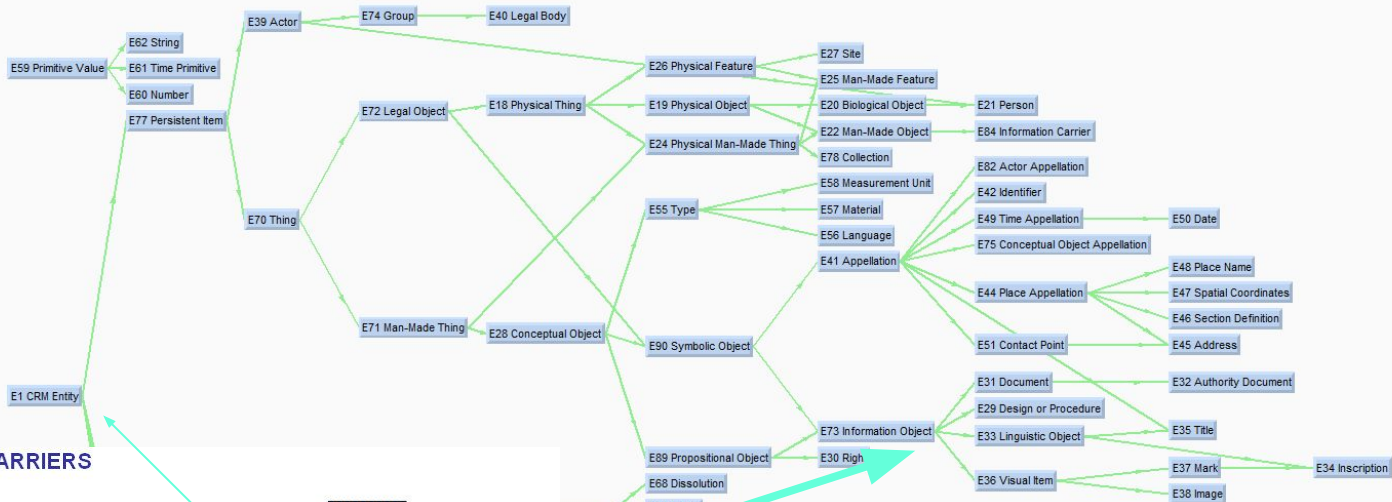 E39 Actor
E74 Group
E40 Legal Body
E62 String
E59 Primitive Value
E61 Time Primitive
E60 Number
E77 Persistent Item
E27 Site
E26 Physical Feature
E25 Man-Made Feature
E72 Legal Object
E18 Physical Thing
E19 Physical Object
E20 Biological Object
E21 Person
E22 Man-Made Object
E84 Information Carrier
E24 Physical Man-Made Thing
E78 Collection
E82 Actor Appellation
E58 Measurement Unit
E42 Identifier
E70 Thing
E55 Type
E57 Material
E49 Time Appellation
E50 Date
E56 Language
E75 Conceptual Object Appellation
E41 Appellation
E48 Place Name
E44 Place Appellation
E47 Spatial Coordinates
E46 Section Definition
E71 Man-Made Thing
E28 Conceptual Object
E90 Symbolic Object
E51 Contact Point
E45 Address
E31 Document
E32 Authority Document
E1 CRM Entity
E29 Design or Procedure
E73 Information Object
E33 Linguistic Object
E35 Title
ARRIERS
E89 Propositional Object
E30 Righ
E37 Mark
E34 Inscription
E68 Dissolution
E36 Visual Item
E38 Image